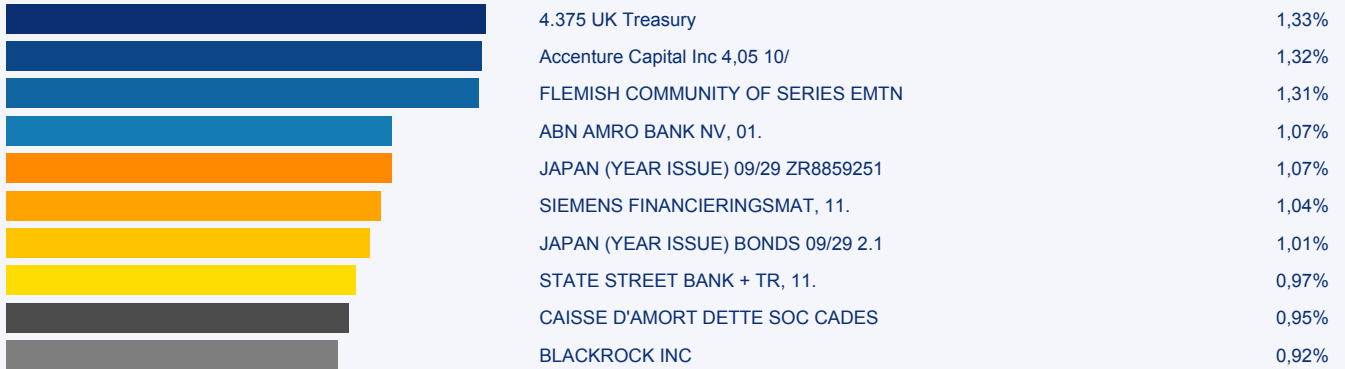 4.375 UK Treasury 1,33%
Accenture Capital Inc 4,05 10/ 1,32%
FLEMISH COMMUNITY OF SERIES EMTN 1,31%
ABN AMRO BANK NV, 01. 1,07%
JAPAN (YEAR ISSUE) 09/29 ZR8859251 1,07%
SIEMENS FINANCIERINGSMAT, 11. 1,04%
JAPAN (YEAR ISSUE) BONDS 09/29 2.1 1,01%
STATE STREET BANK + TR, 11. 0,97%
CAISSE D'AMORT DETTE SOC CADES 0,95%
BLACKROCK INC 0,92%